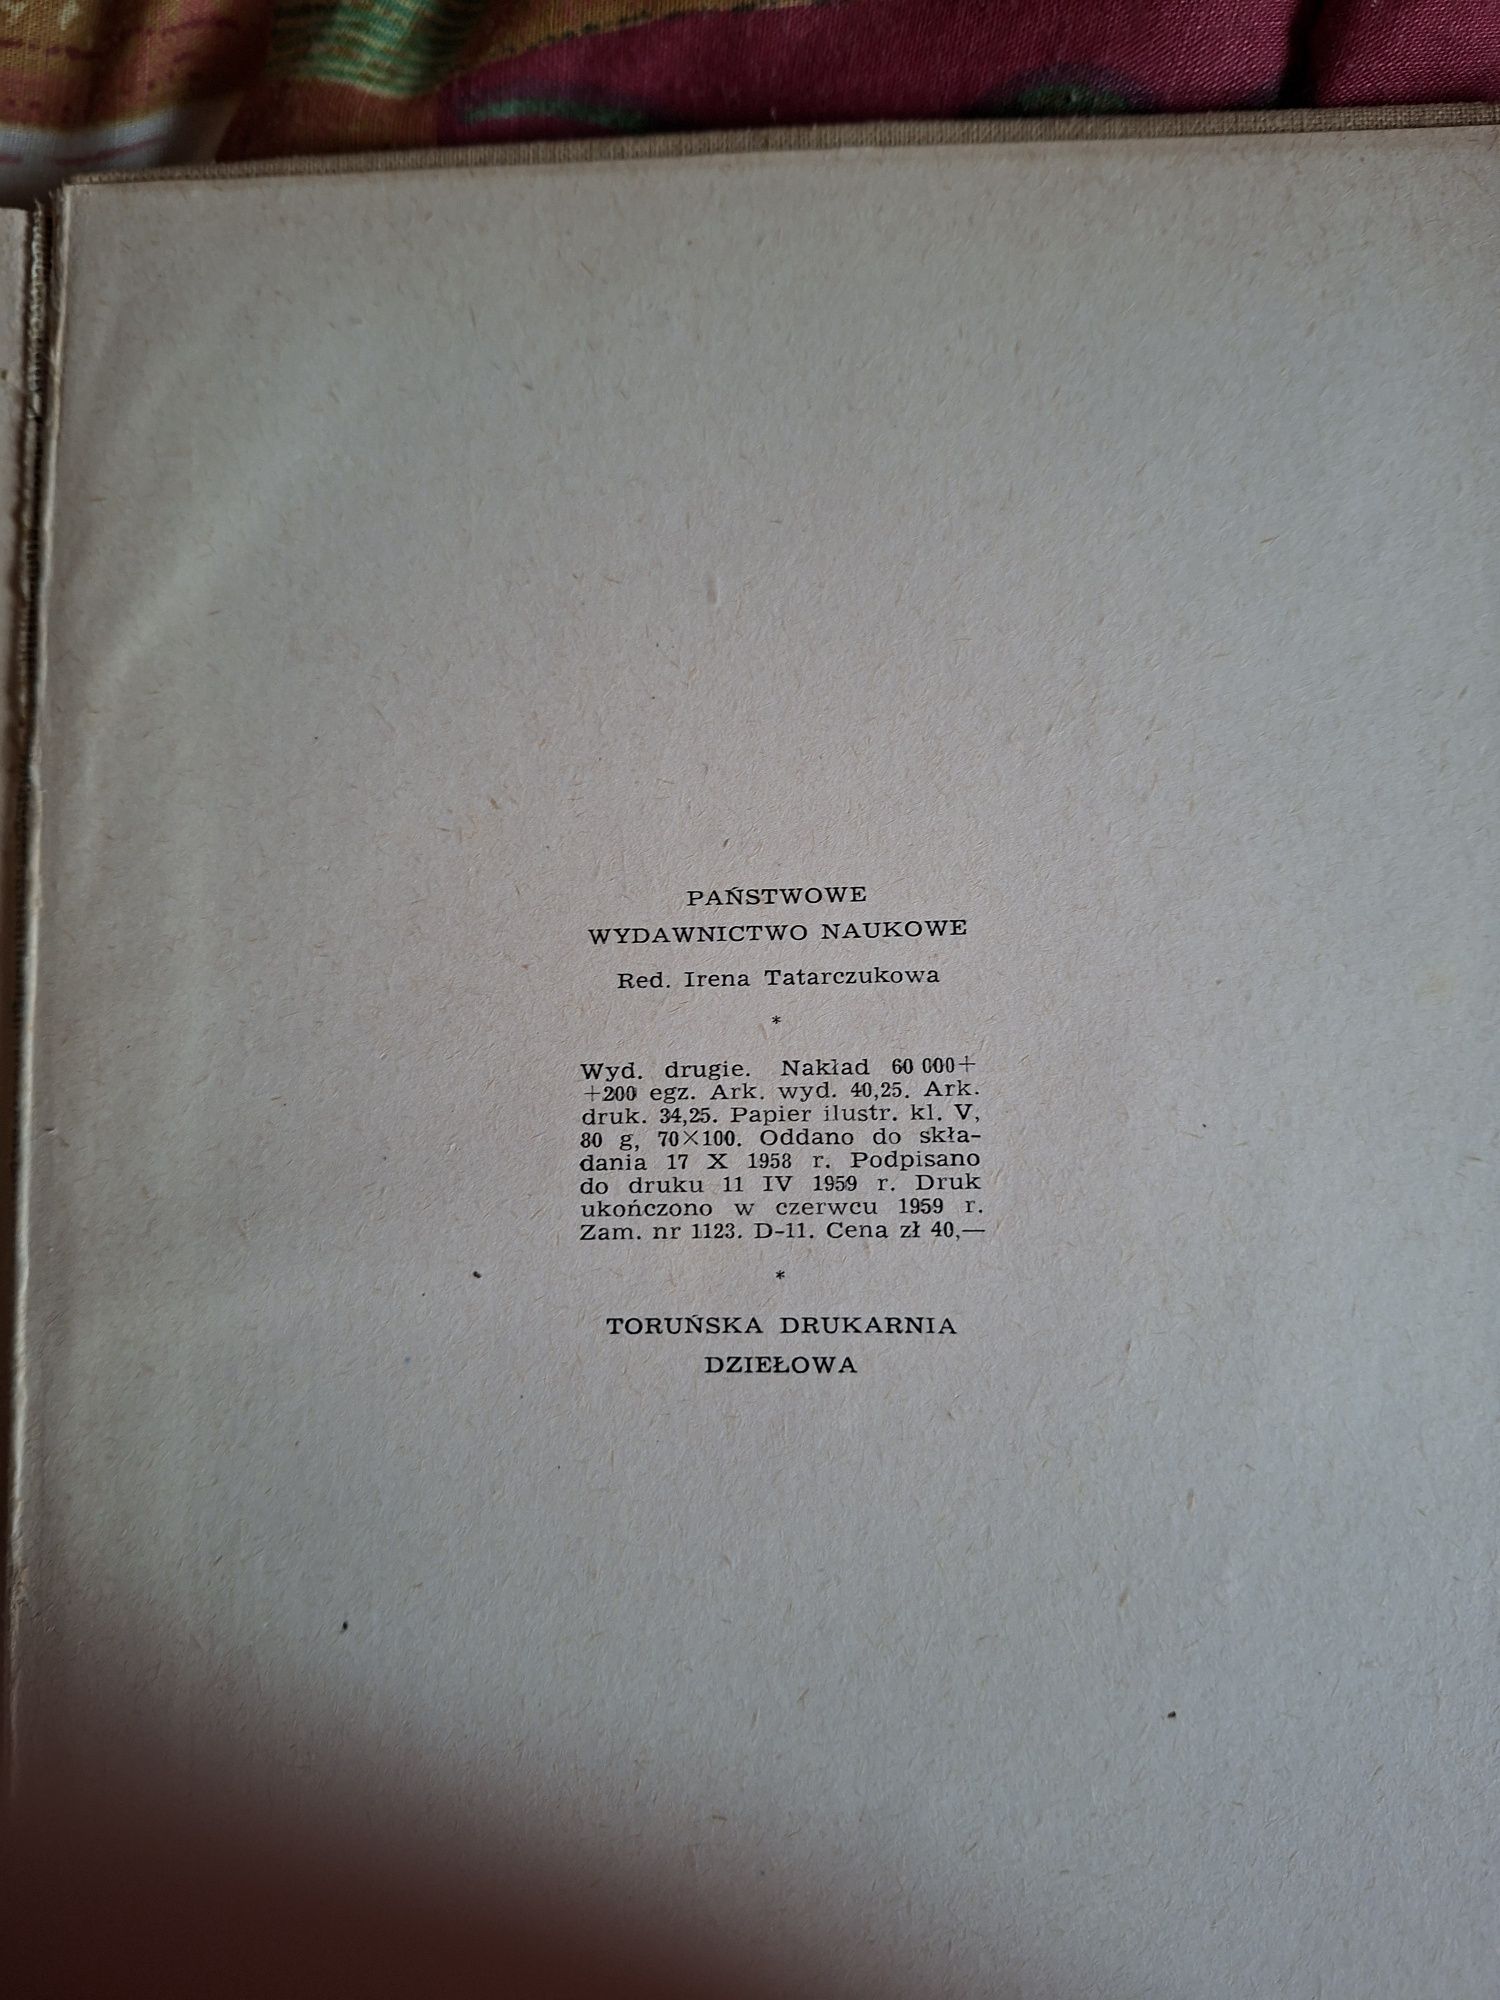 PAŃSTWOWE
WYDAWNICTWO NAUKOWE
Red. Irena Tatarczukowa
*
Wyd. drugie. Nakład 60 000+
+200 egz. Ark. wyd. 40,25. Ark.
druk. 34,25. Papier ilustr. kl. V,
80 g, 70×100. Oddano do skła-
dania 17 X 1958 r. Podpisano
do druku 11 IV 1959 r. Druk
ukończono w czerwcu 1959 r.
Zam. nr 1123. D-11. Cena zł 40,—
*
TORUŃSKA DRUKARNIA
DZIEŁOWA